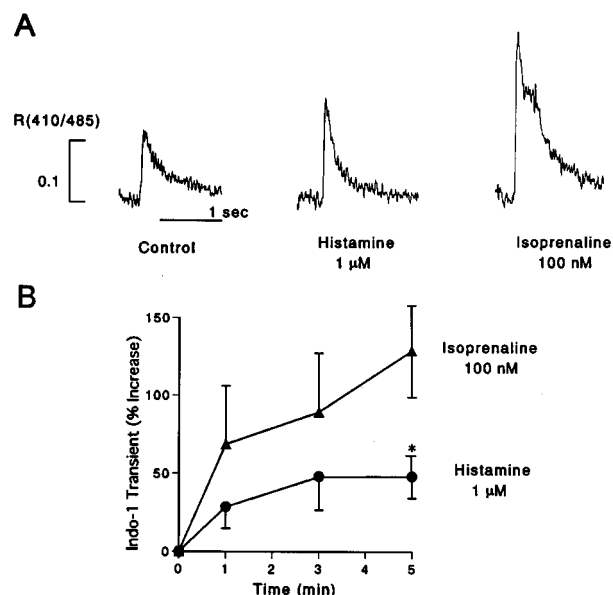 A
R(410/485)
0.1
1 sec
Control
Histamine
1 µM
Isoprenaline
100 nM
B
Indo-1 Transient (% Increase)
150
100
50
0
0 1 2 3 4 5
Time (min)
Isoprenaline
100 nM
*
Histamine
1 µM